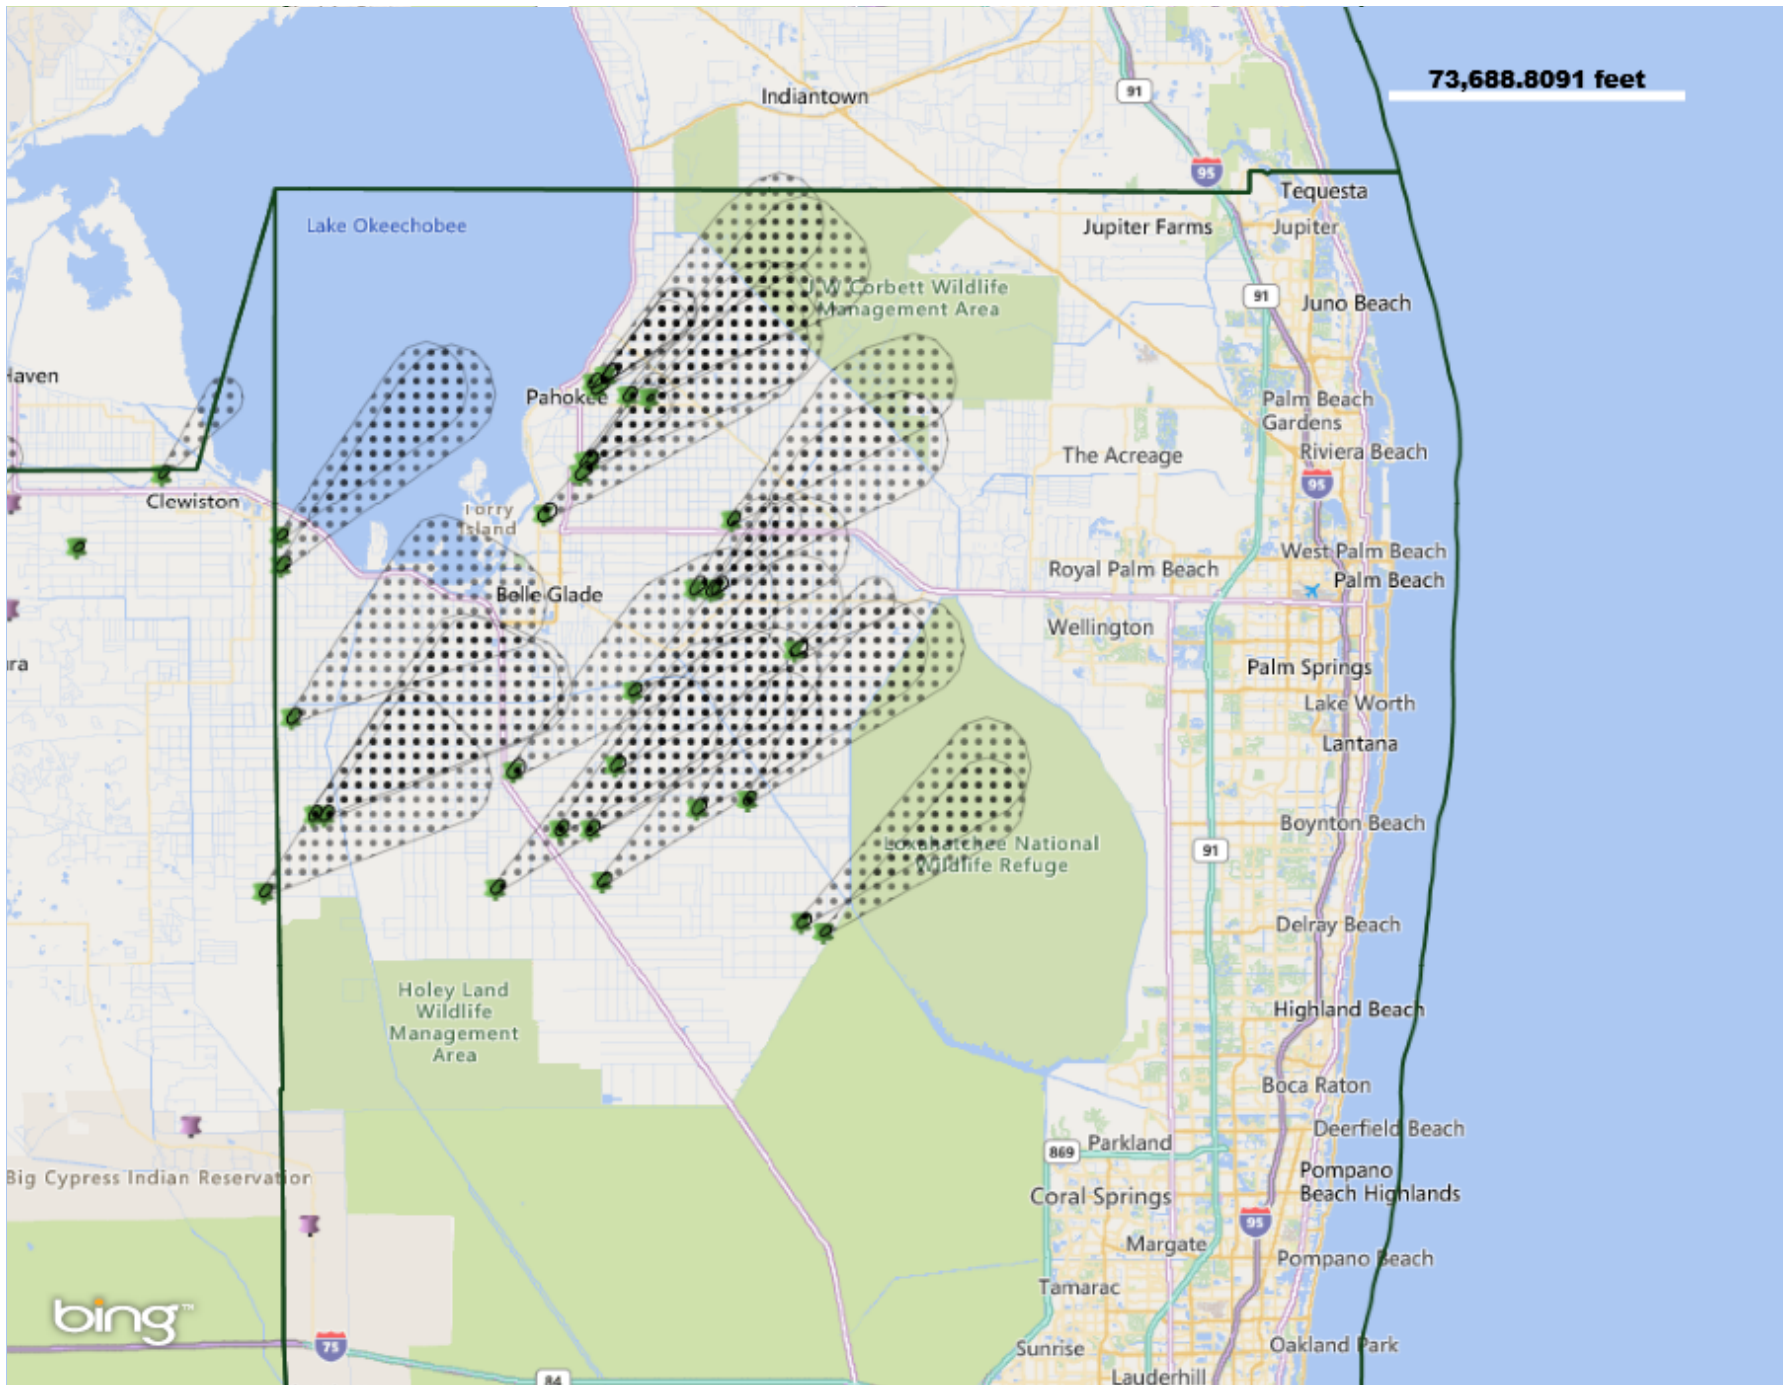 73,688.8091 feet
91
Indiantown
95
Tequesta
Lake Okeechobee
Jupiter Farms
Jupiter
J.W.Corbett Wildlife
Management Area
91
Juno Beach
Haven
Pahokee
Palm Beach
Gardens
The Acreage
Riviera Beach
95
Clewiston
Torry
Island
West Palm Beach
Royal Palm Beach
Palm Beach
Belle Glade
Wellington
Palm Springs
Lake Worth
Lantana
Boynton Beach
91
Loxahatchee National
Wildlife Refuge
Delray Beach
Holey Land
Wildlife
Management
Area
Highland Beach
Boca Raton
Deerfield Beach
869
Parkland
Big Cypress Indian Reservation
Pompano
Beach Highlands
Coral Springs
95
Margate
Pompano Beach
Tamarac
bing™
75
Sunrise
Oakland Park
84
Lauderhill